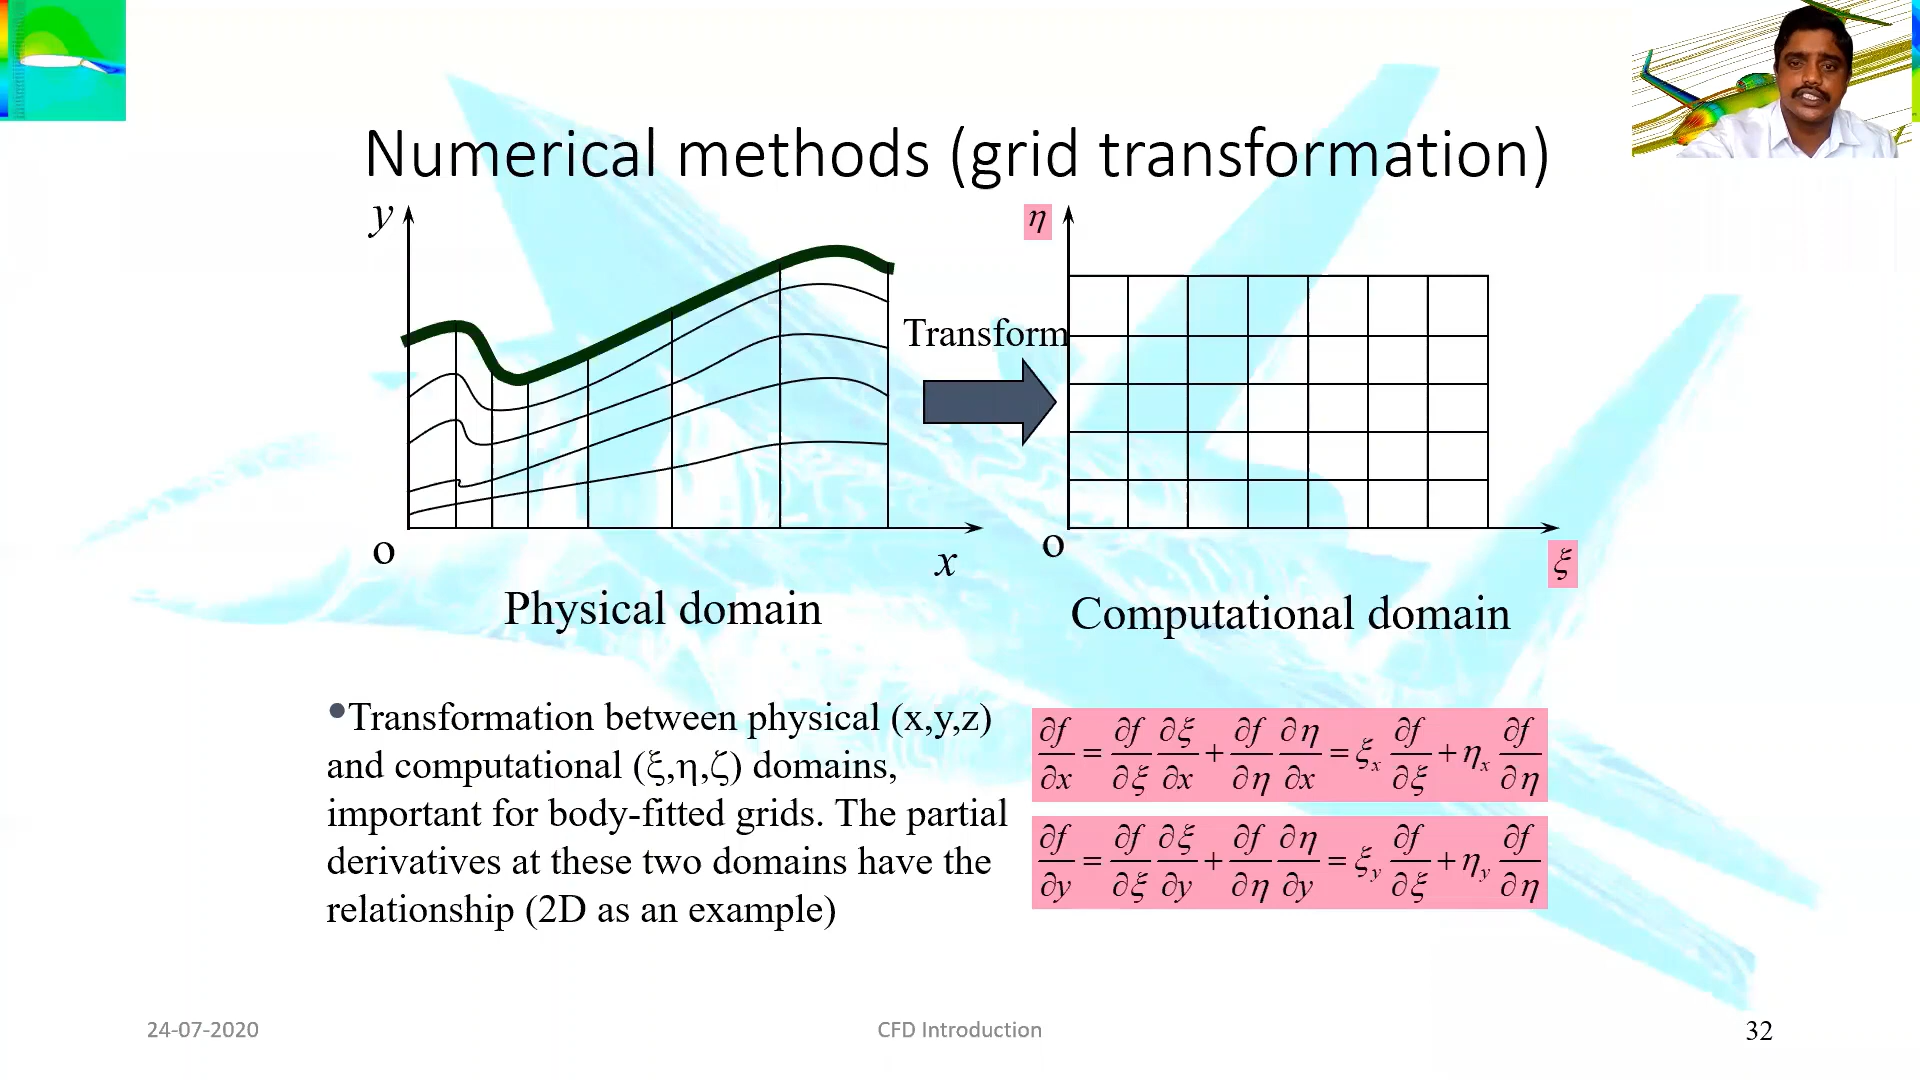 Numerical methods (grid transformation)
y
η
Transform
o
x
o
ξ
Physical domain
Computational domain
•Transformation between physical (x,y,z)
and computational (ξ,η,ζ) domains,
important for body-fitted grids. The partial
derivatives at these two domains have the
relationship (2D as an example)
∂f/∂x = ∂f/∂ξ ∂ξ/∂x + ∂f/∂η ∂η/∂x = ξₓ ∂f/∂ξ + ηₓ ∂f/∂η
∂f/∂y = ∂f/∂ξ ∂ξ/∂y + ∂f/∂η ∂η/∂y = ξ_y ∂f/∂ξ + η_y ∂f/∂η
24-07-2020
CFD Introduction
32